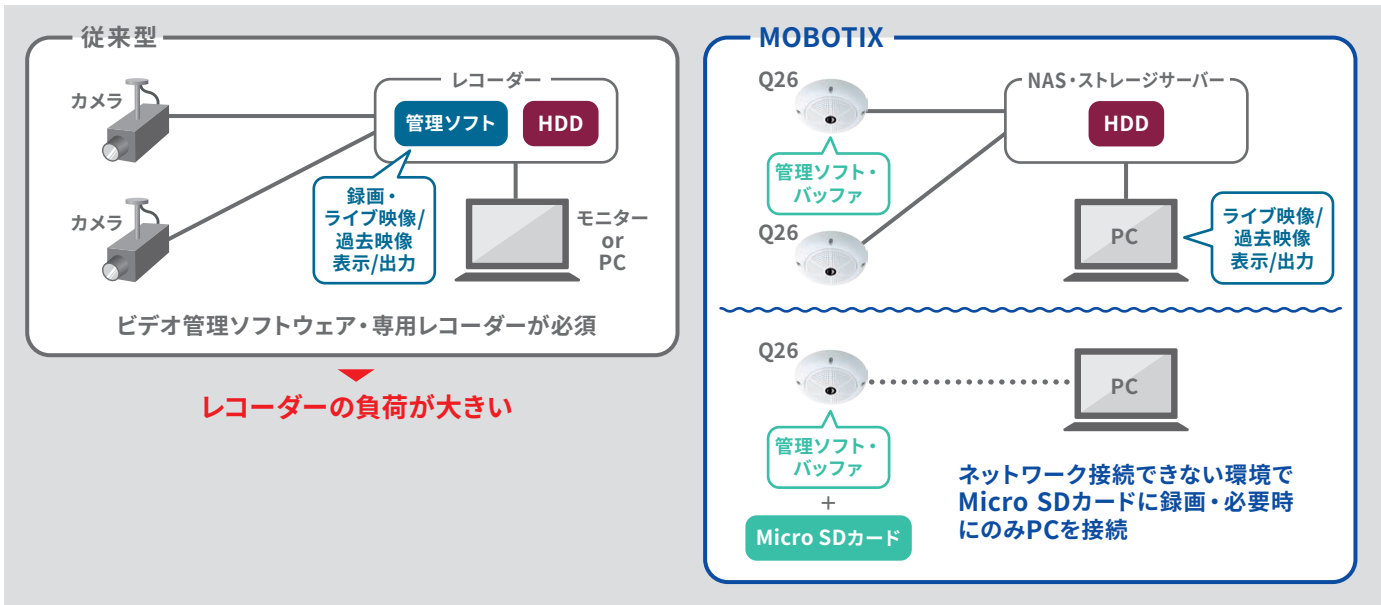 従来型
カメラ
レコーダー
管理ソフト
HDD
録画・
ライブ映像/
過去映像
表示/出力
カメラ
モニター
or
PC
ビデオ管理ソフトウェア・専用レコーダーが必須
レコーダーの負荷が大きい
MOBOTIX
Q26
NAS・ストレージサーバー
HDD
管理ソフト・
バッファ
Q26
PC
ライブ映像/
過去映像
表示/出力
Q26
PC
管理ソフト・
バッファ
+
Micro SDカード
ネットワーク接続できない環境で
Micro SDカードに録画・必要時
にのみPCを接続